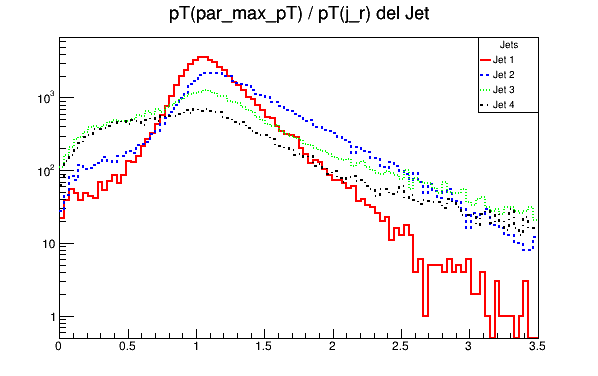 pT(par_max_pT) / pT(j_r) del Jet
Jets
Jet 1
Jet 2
Jet 3
Jet 4
10³
10²
10
1
0 0.5 1 1.5 2 2.5 3 3.5